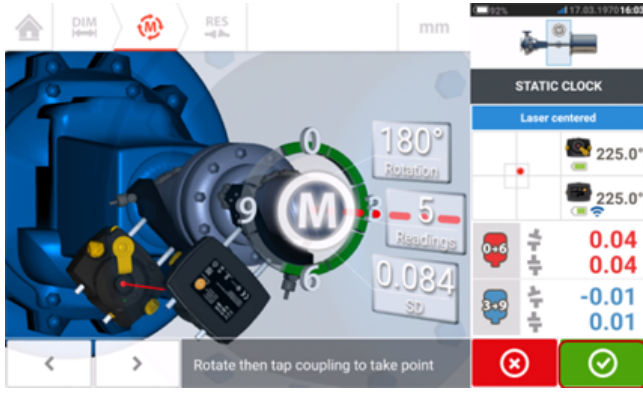 92% 17.03.1970 16:03
DIM
M
RES
mm
STATIC CLOCK
Laser centered
225.0°
225.0°
0
9
M
3
6
180°
Rotation
5
Readings
0.084
SD
0+6
0.04
0.04
3+9
-0.01
0.01
Rotate then tap coupling to take point